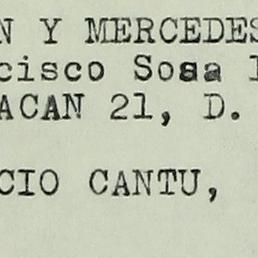 N Y MERCEDES
cisco Sosa
ACAN 21, D.
CIO CANTU,